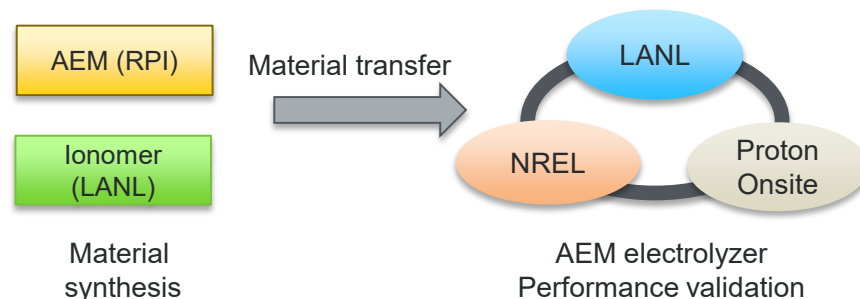 AEM (RPI)
Ionomer
(LANL)
Material
synthesis
Material transfer
LANL
NREL
Proton
Onsite
AEM electrolyzer
Performance validation